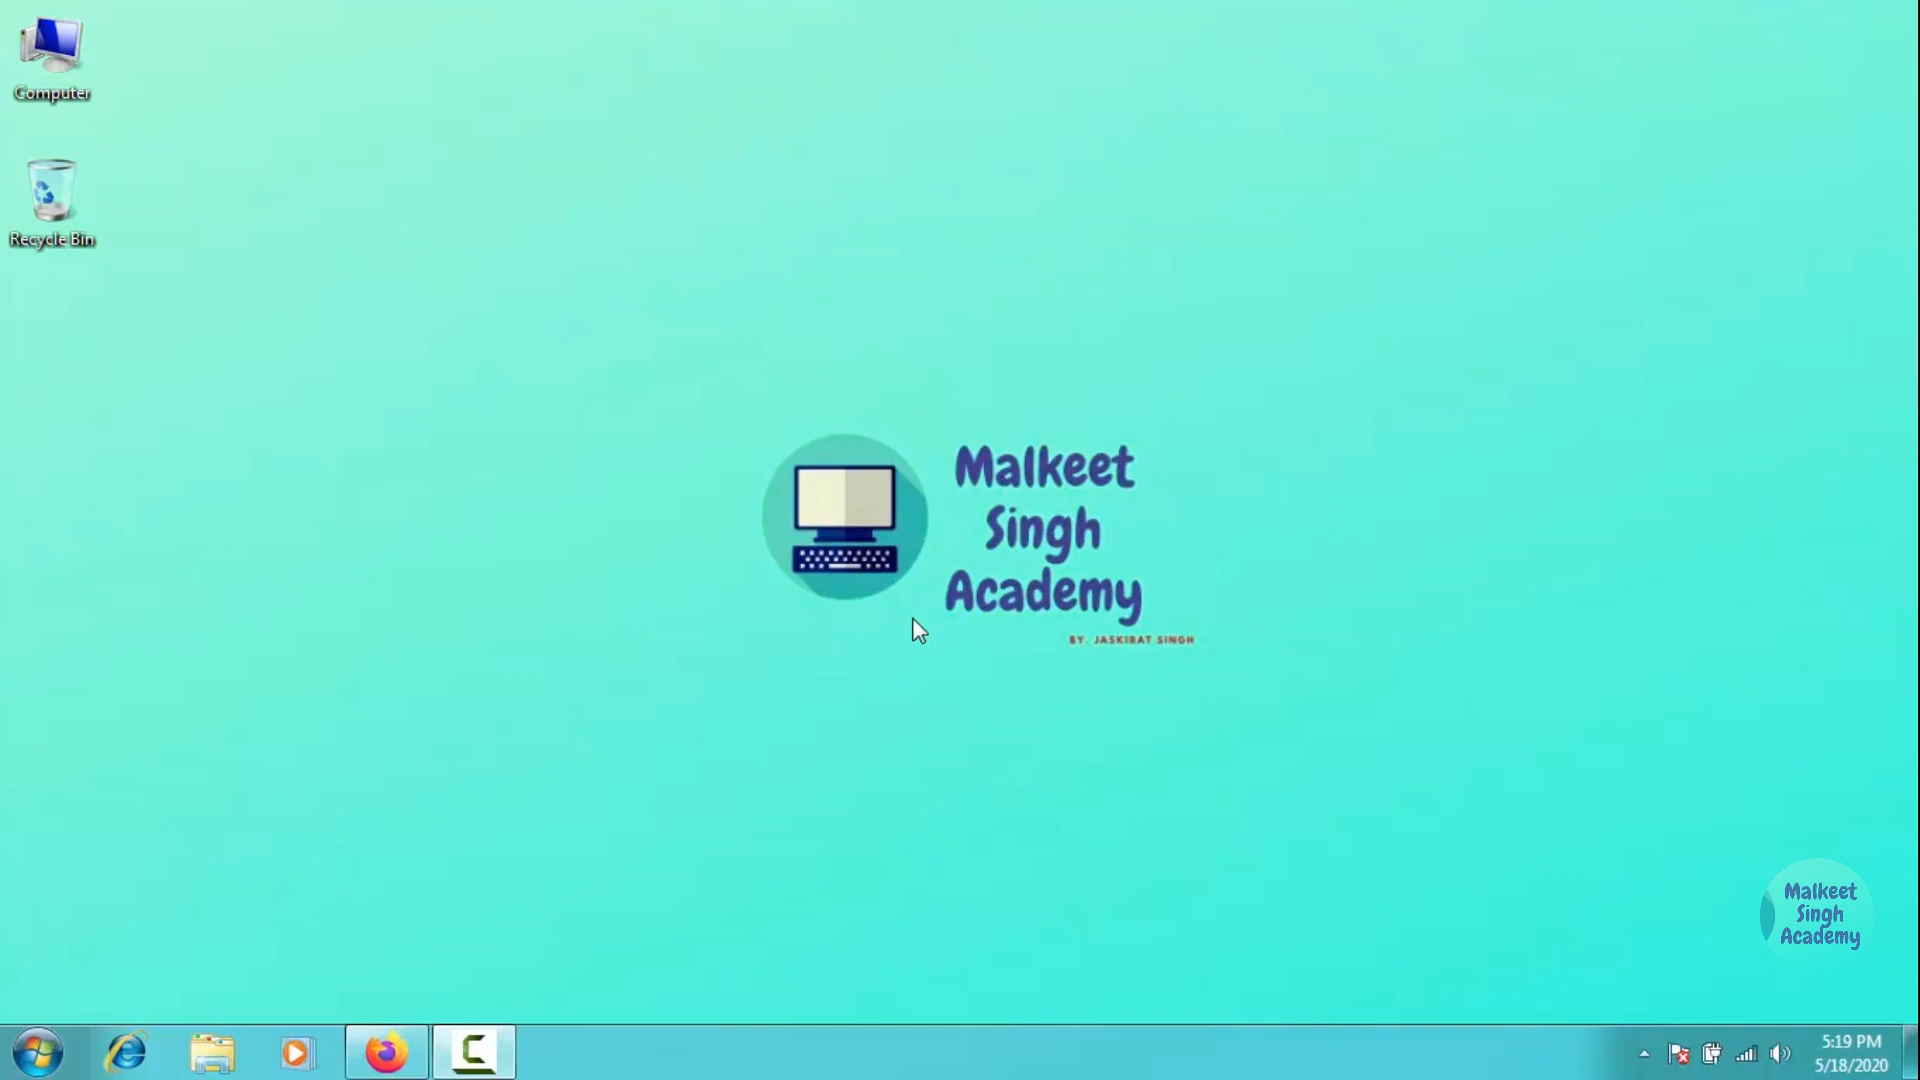 Computer
Recycle Bin
Malkeet
Singh
Academy
BY. JASKIRAT SINGH
Malkeet
Singh
Academy
5:19 PM
5/18/2020